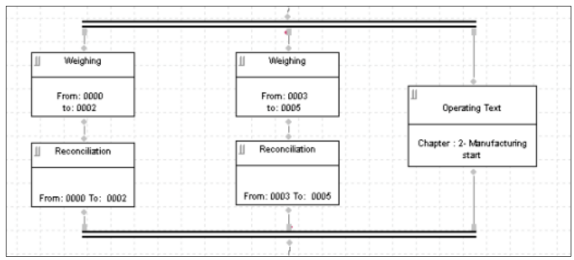 Weighing
From: 0000
to: 0002
Reconciliation
From: 0000 To: 0002
Weighing
From: 0003
to: 0005
Reconciliation
From: 0003 To: 0005
Operating Text
Chapter : 2- Manufacturing
start